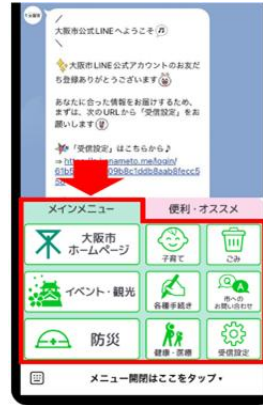 大阪市公式LINEへようこそ
大阪市LINE公式アカウントのお友だ
ち登録ありがとうございます
あなたに合った情報をお届けするため、
まずは、次のURLから「受信設定」をお
願いします
「受信設定」はこちらから♪
メインメニュー
便利・オススメ
大阪市
ホームページ
子育て
ごみ
イベント・観光
各種手続き
市への
お問い合わせ
防災
健康・医療
受信設定
メニュー開閉はここをタップ・